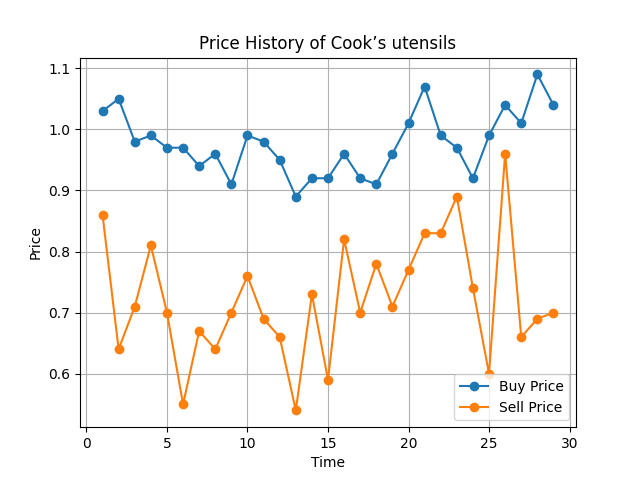 Price History of Cook’s utensils
1.1
1.0
0.9
0.8
0.7
0.6
Price
Buy Price
Sell Price
0 5 10 15 20 25 30
Time